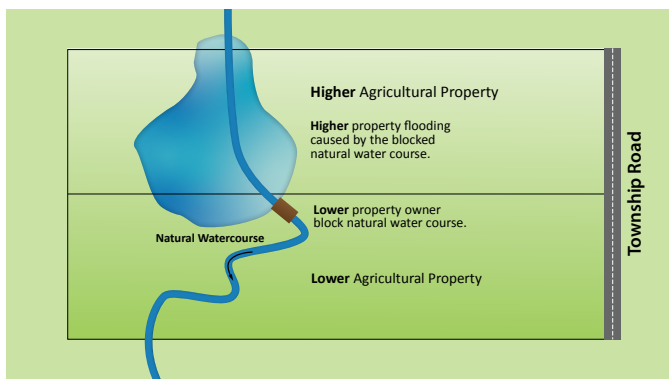 Higher Agricultural Property
Higher property flooding
caused by the blocked
natural water course.
Lower property owner
block natural water course.
Natural Watercourse
Lower Agricultural Property
Township Road